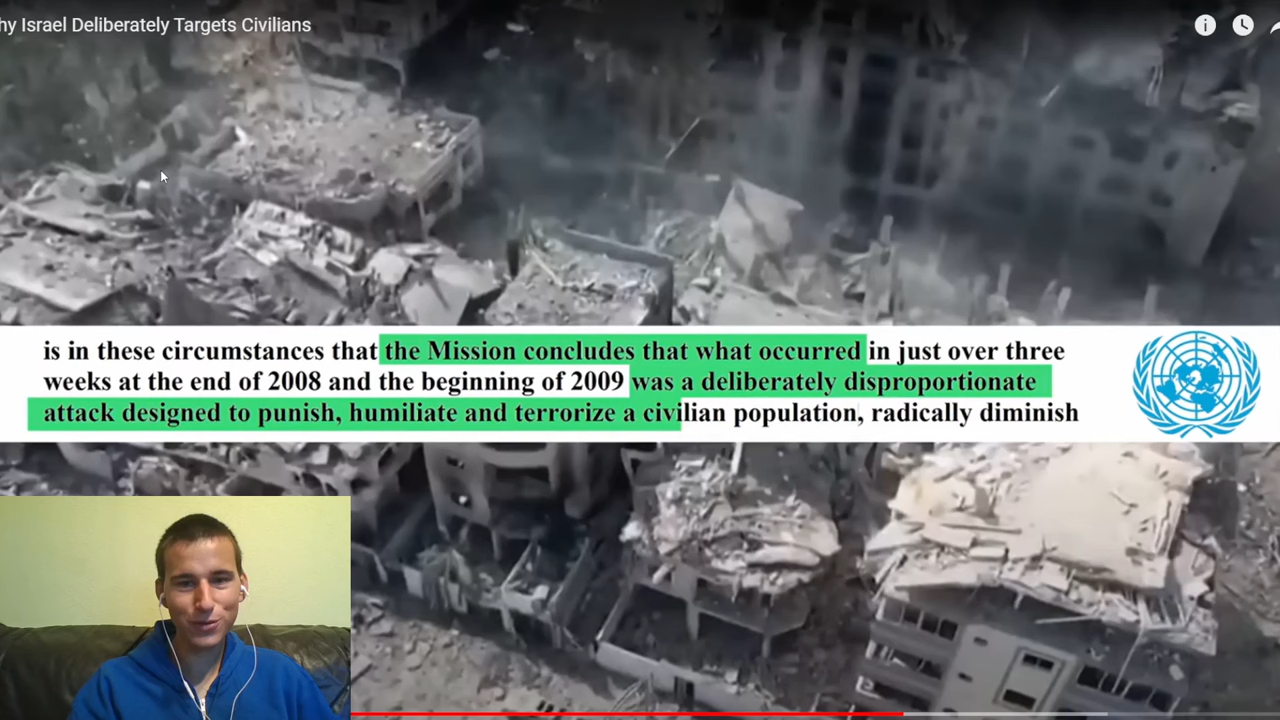 hy Israel Deliberately Targets Civilians
is in these circumstances that the Mission concludes that what occurred in just over three
weeks at the end of 2008 and the beginning of 2009 was a deliberately disproportionate
attack designed to punish, humiliate and terrorize a civilian population, radically diminish